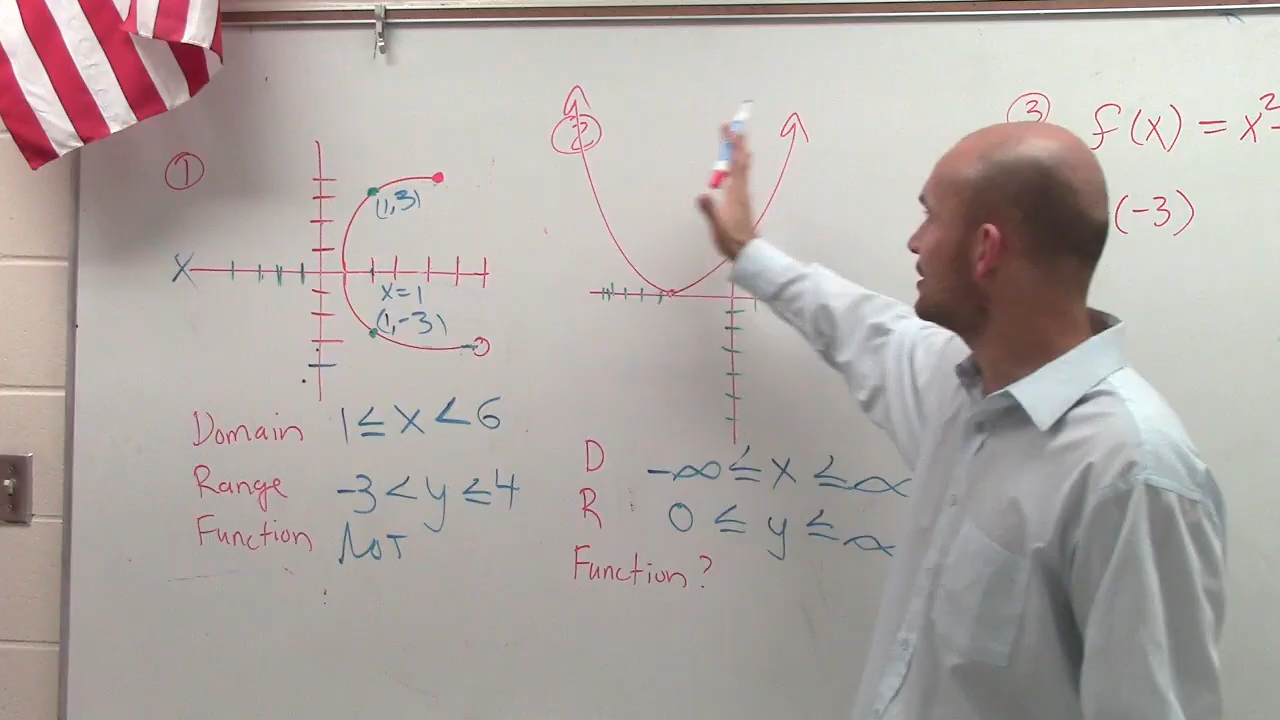 ①
(1,3)
X
x=1
(1,-3)
Domain 1 ≤ x < 6
Range -3 < y ≤ 4
Function NOT
②
D -∞ ≤ x ≤ ∞
R 0 ≤ y ≤ ∞
Function?
③ f(x) = x²
(-3)